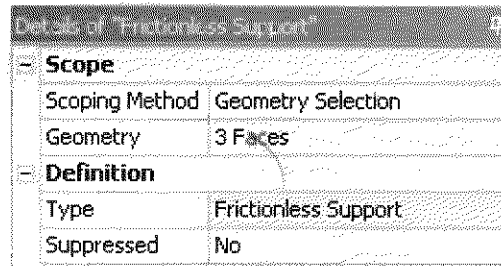 Details of "Frictionless Support"
Scope
Scoping Method Geometry Selection
Geometry 3 Faces
Definition
Type Frictionless Support
Suppressed No